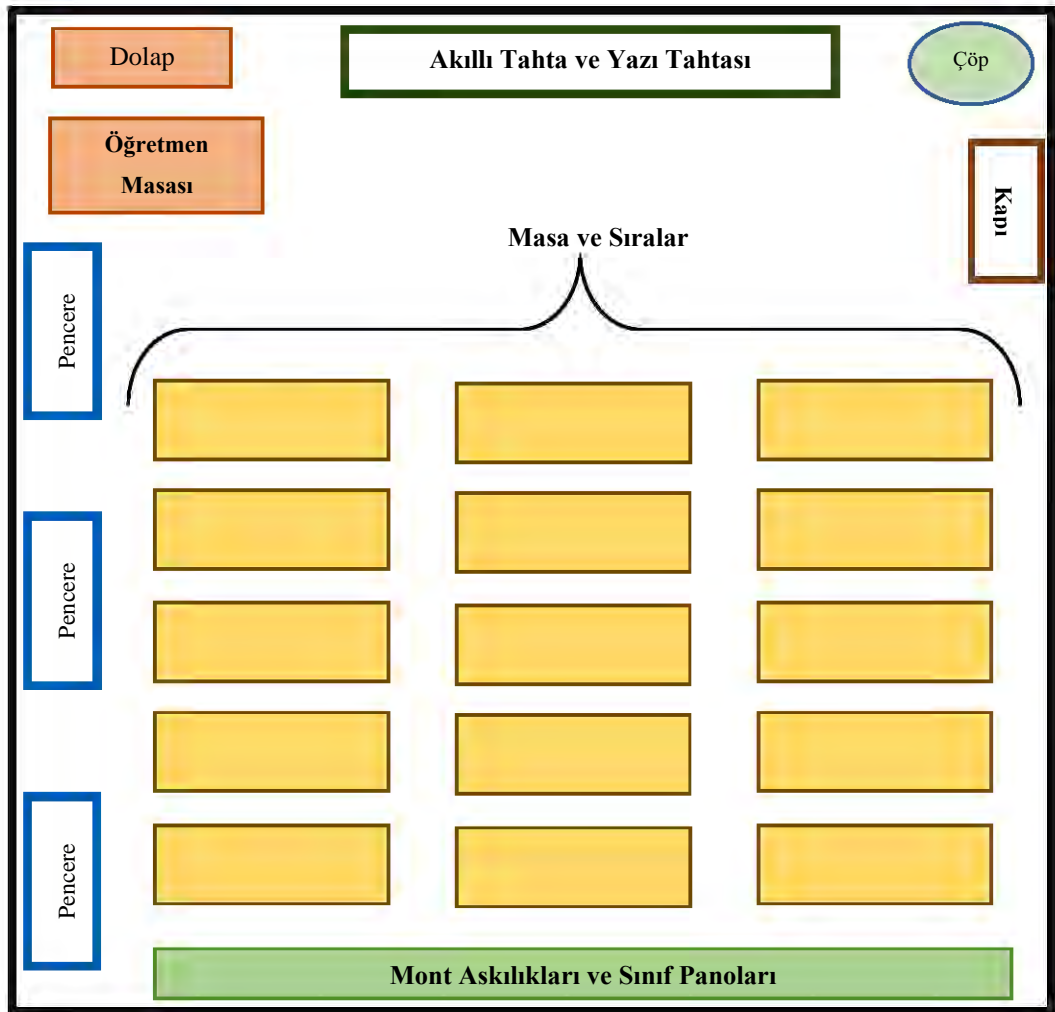 Dolap
Akıllı Tahta ve Yazı Tahtası
Çöp
Öğretmen
Masası
Kapı
Masa ve Sıralar
Pencere
Pencere
Pencere
Mont Askılıkları ve Sınıf Panoları